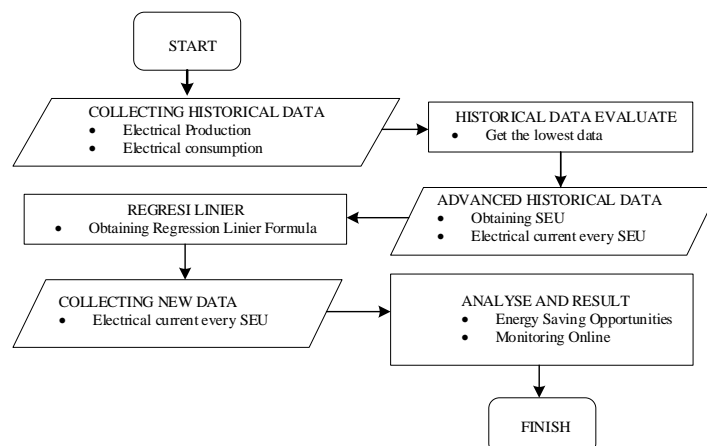 START
COLLECTING HISTORICAL DATA
• Electrical Production
• Electrical consumption
HISTORICAL DATA EVALUATE
• Get the lowest data
ADVANCED HISTORICAL DATA
• Obtaining SEU
• Electrical current every SEU
REGRESI LINIER
• Obtaining Regression Linier Formula
COLLECTING NEW DATA
• Electrical current every SEU
ANALYSE AND RESULT
• Energy Saving Opportunities
• Monitoring Online
FINISH